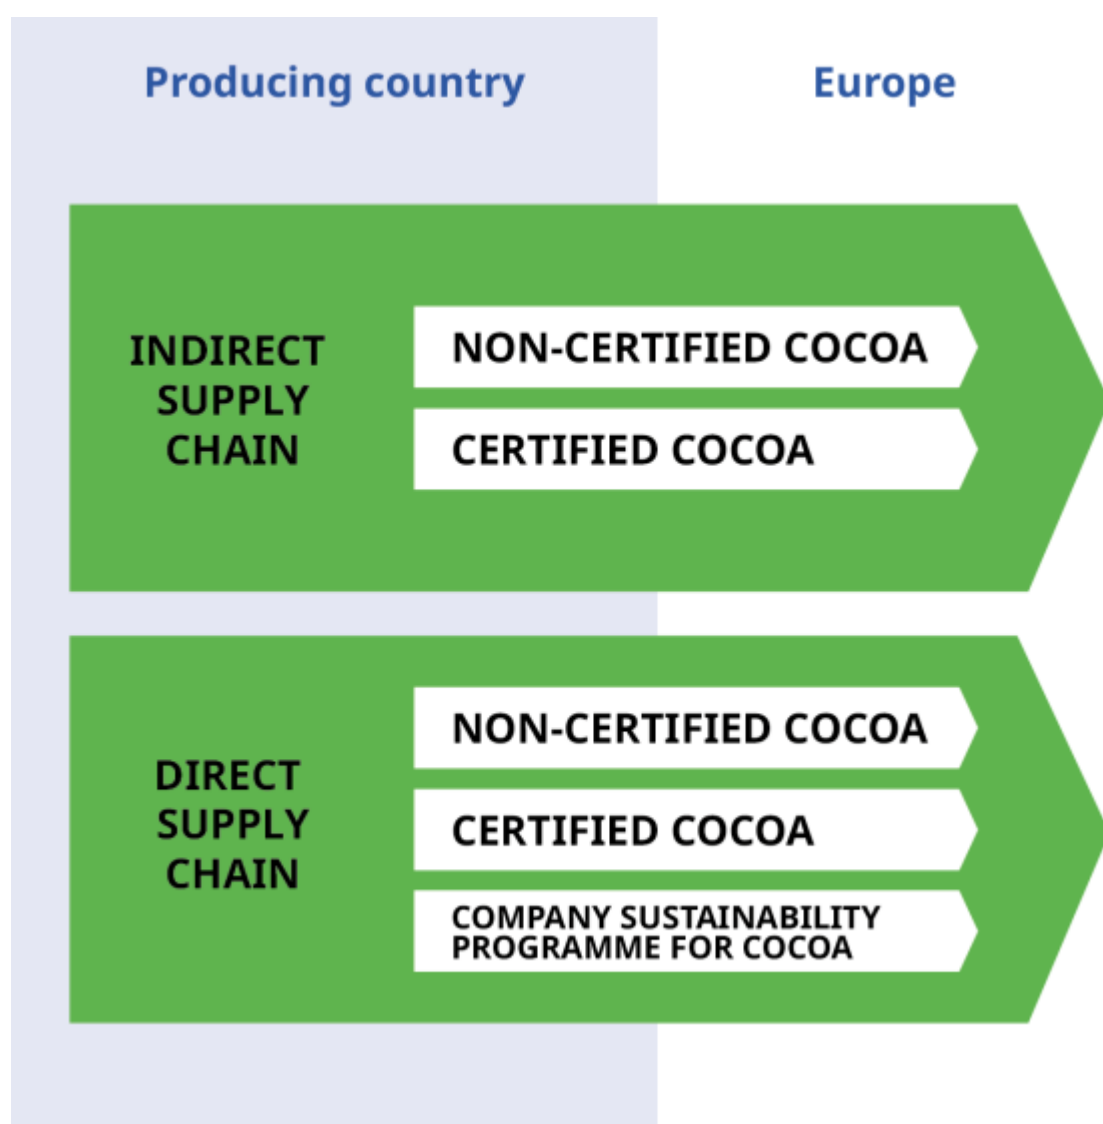 Producing country
Europe
INDIRECT
SUPPLY
CHAIN
NON-CERTIFIED COCOA
CERTIFIED COCOA
DIRECT
SUPPLY
CHAIN
NON-CERTIFIED COCOA
CERTIFIED COCOA
COMPANY SUSTAINABILITY
PROGRAMME FOR COCOA